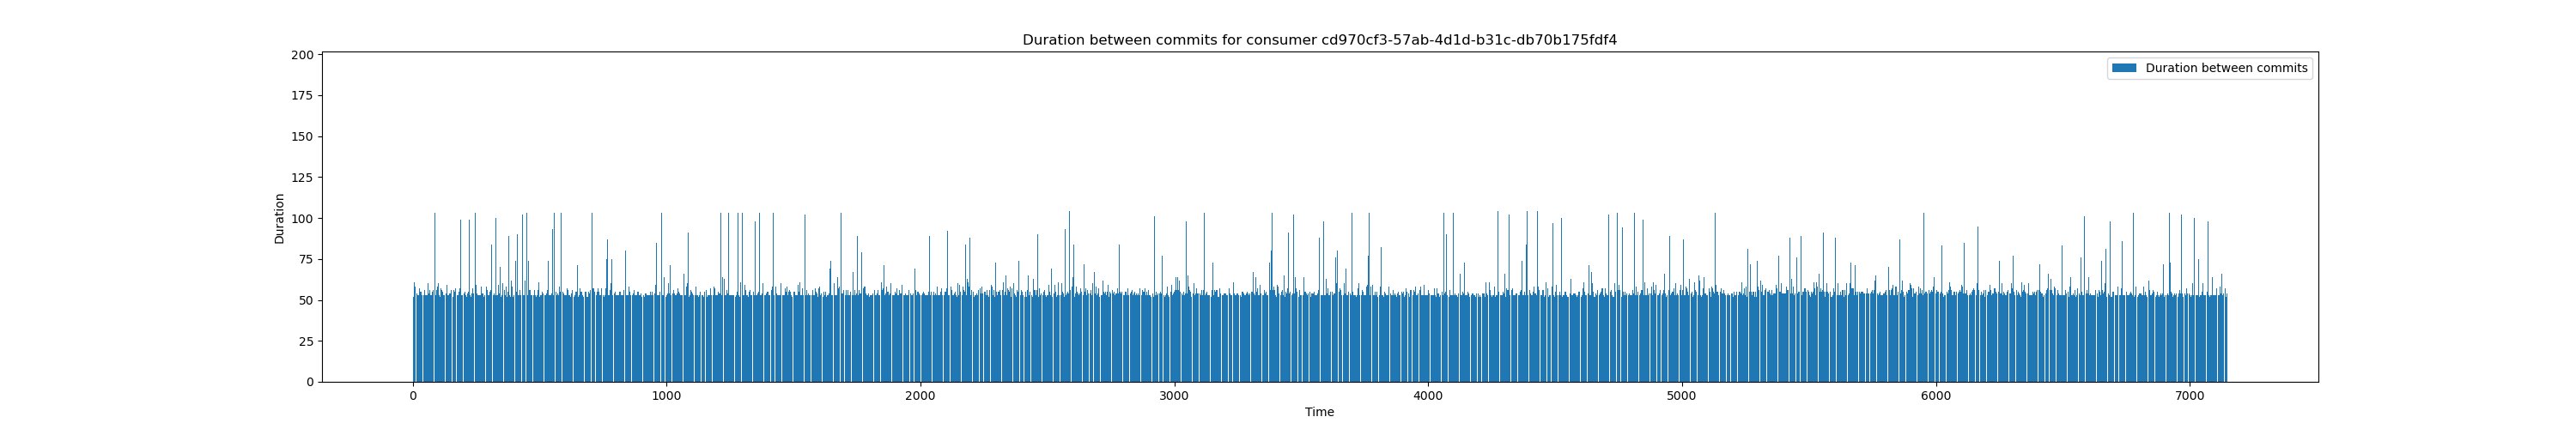 Duration between commits for consumer cd970cf3-57ab-4d1d-b31c-db70b175fdf4
200
175
150
125
100
75
50
25
0
Duration
Duration between commits
0 1000 2000 3000 4000 5000 6000 7000
Time